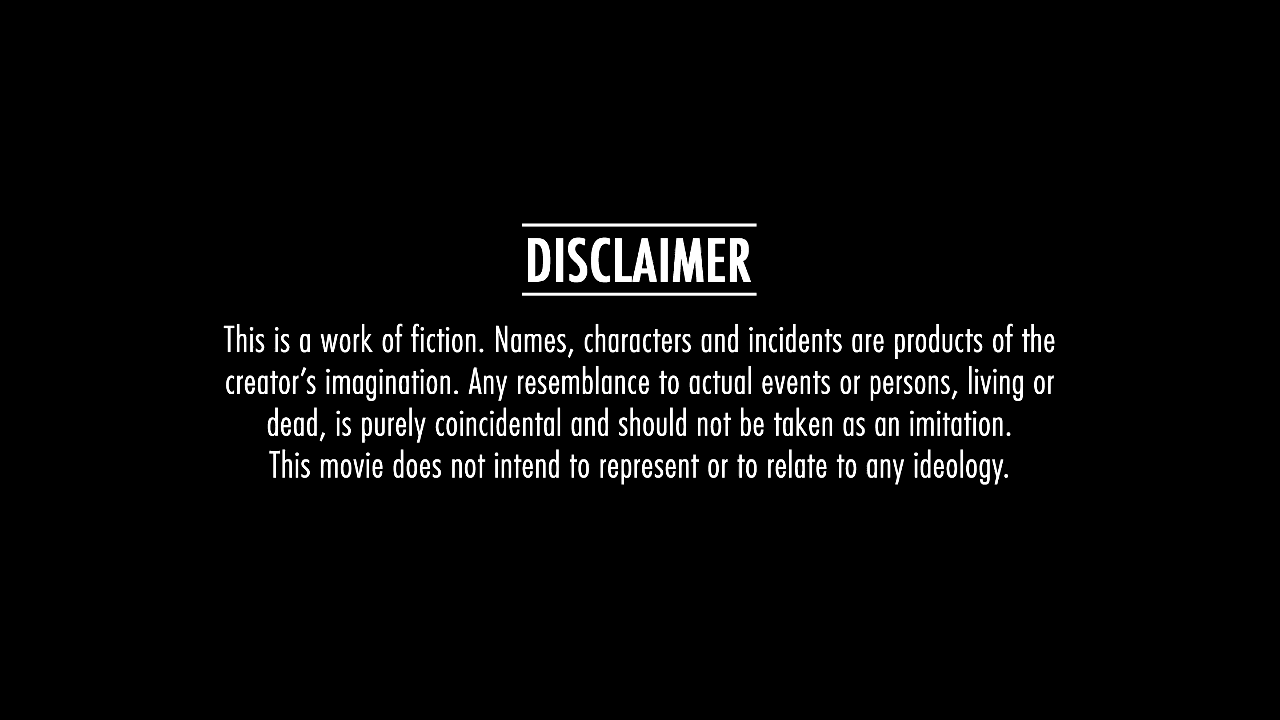 DISCLAIMER
This is a work of fiction. Names, characters and incidents are products of the
creator’s imagination. Any resemblance to actual events or persons, living or
dead, is purely coincidental and should not be taken as an imitation.
This movie does not intend to represent or to relate to any ideology.